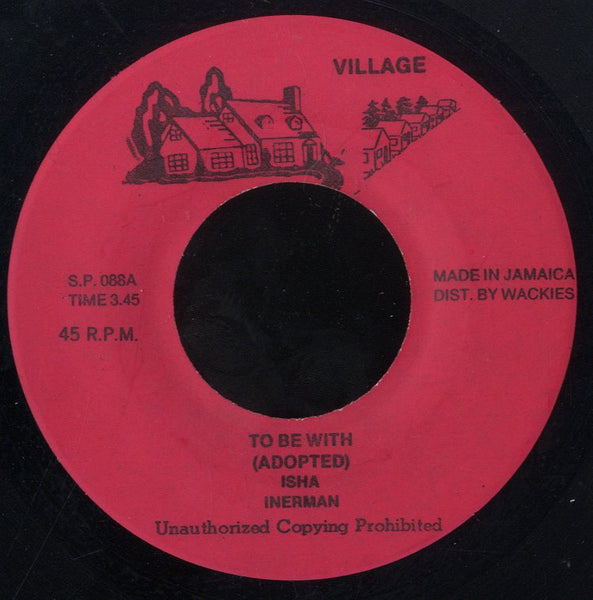 VILLAGE
S.P. 088A
TIME 3.45
45 R.P.M.
MADE IN JAMAICA
DIST. BY WACKIES
TO BE WITH
(ADOPTED)
ISHA
INERMAN
Unauthorized Copying Prohibited